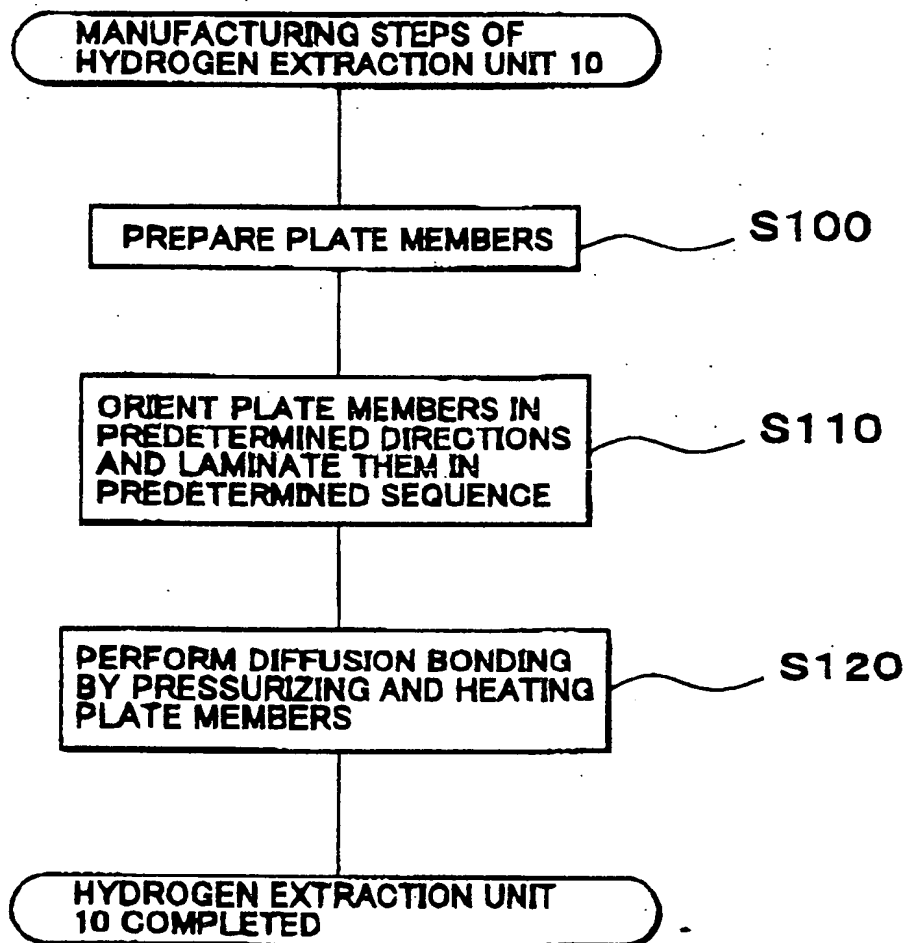 MANUFACTURING STEPS OF
HYDROGEN EXTRACTION UNIT 10
PREPARE PLATE MEMBERS
S100
ORIENT PLATE MEMBERS IN
PREDETERMINED DIRECTIONS
AND LAMINATE THEM IN
PREDETERMINED SEQUENCE
S110
PERFORM DIFFUSION BONDING
BY PRESSURIZING AND HEATING
PLATE MEMBERS
S120
HYDROGEN EXTRACTION UNIT
10 COMPLETED